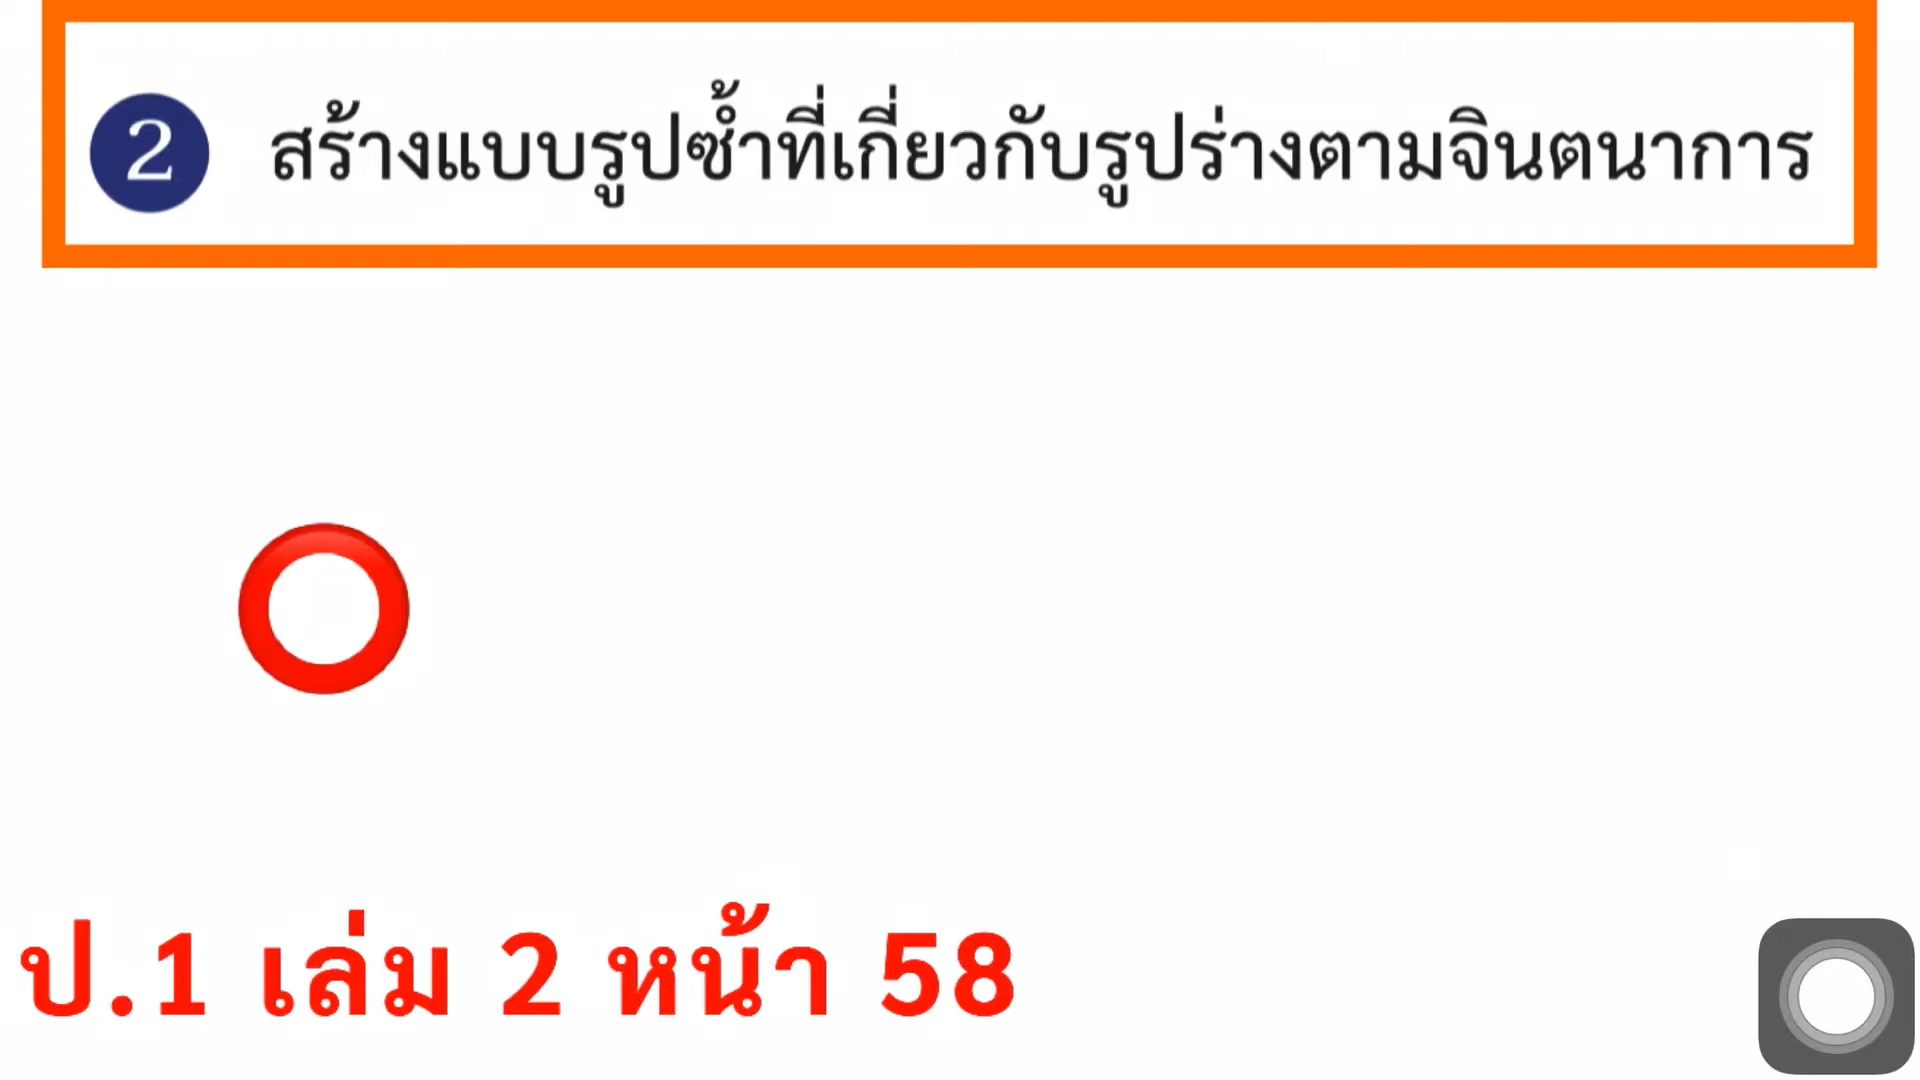 2 สร้างแบบรูปซ้ำที่เกี่ยวกับรูปร่างตามจินตนาการ
ป.1 เล่ม 2 หน้า 58